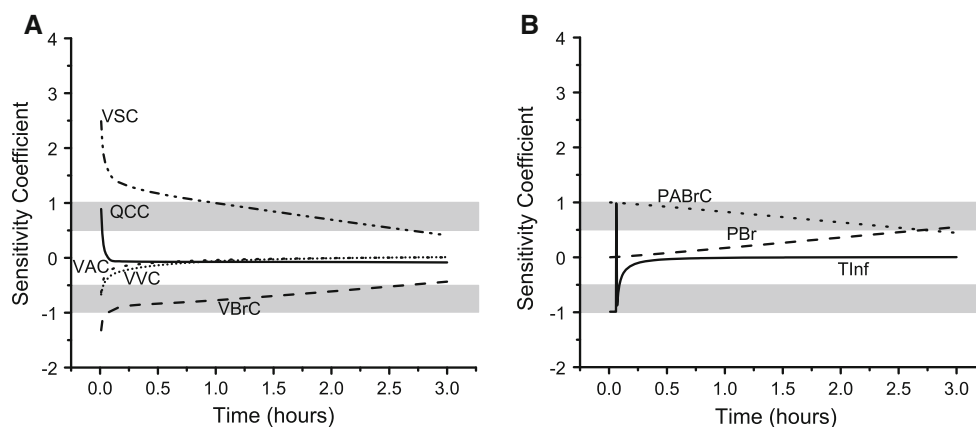 A
Sensitivity Coefficient
4
3
2
1
0
-1
-2
VSC
QCC
VAC
VVC
VBrC
0.0 0.5 1.0 1.5 2.0 2.5 3.0
Time (hours)
B
Sensitivity Coefficient
4
3
2
1
0
-1
-2
PABrC
PBr
TInf
0.0 0.5 1.0 1.5 2.0 2.5 3.0
Time (hours)